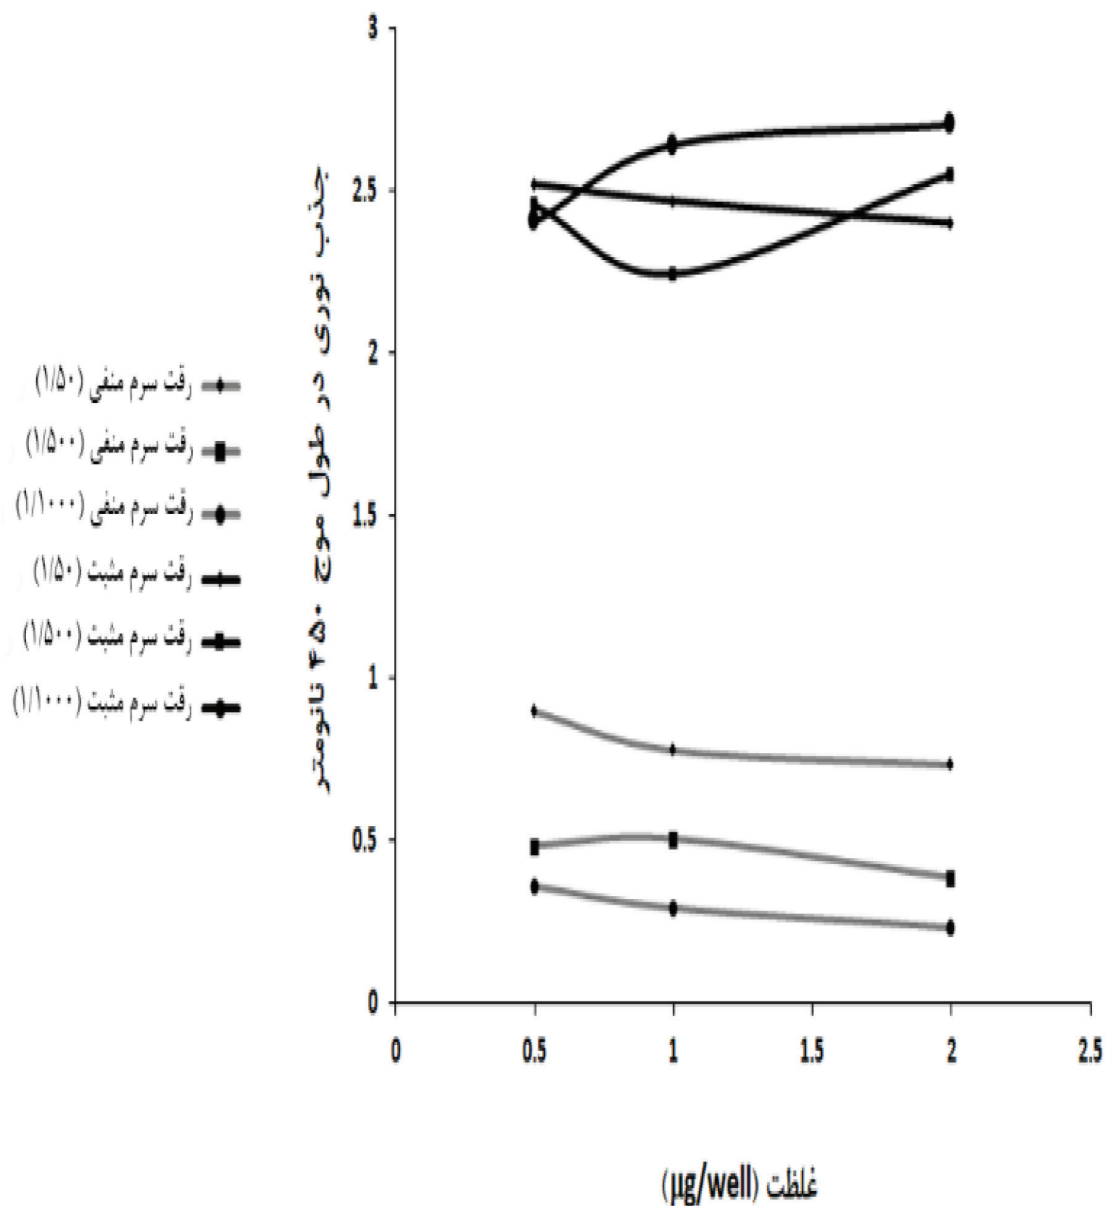 3
2.5
2
1.5
1
0.5
0
جذب نوری در طول موج ۴۵۰ نانومتر
رقت سرم منفی (۱/۵۰)
رقت سرم منفی (۱/۵۰۰)
رقت سرم منفی (۱/۱۰۰۰)
رقت سرم مثبت (۱/۵۰)
رقت سرم مثبت (۱/۵۰۰)
رقت سرم مثبت (۱/۱۰۰۰)
0 0.5 1 1.5 2 2.5
غلظت (µg/well)